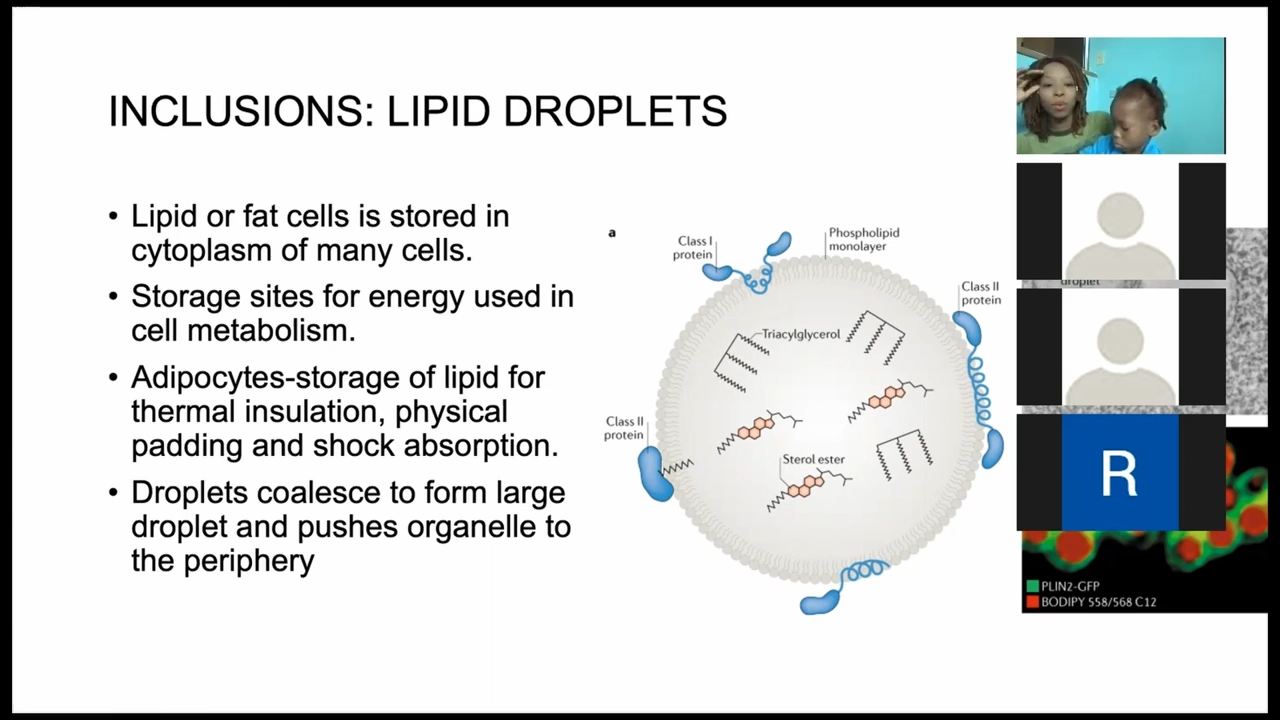 INCLUSIONS: LIPID DROPLETS
• Lipid or fat cells is stored in
cytoplasm of many cells.
• Storage sites for energy used in
cell metabolism.
• Adipocytes-storage of lipid for
thermal insulation, physical
padding and shock absorption.
• Droplets coalesce to form large
droplet and pushes organelle to
the periphery
a
Class I
protein
Phospholipid
monolayer
Class II
protein
Triacylglycerol
Class II
protein
Sterol ester
droplet
R
PLIN2-GFP
BODIPY 558/568 C12